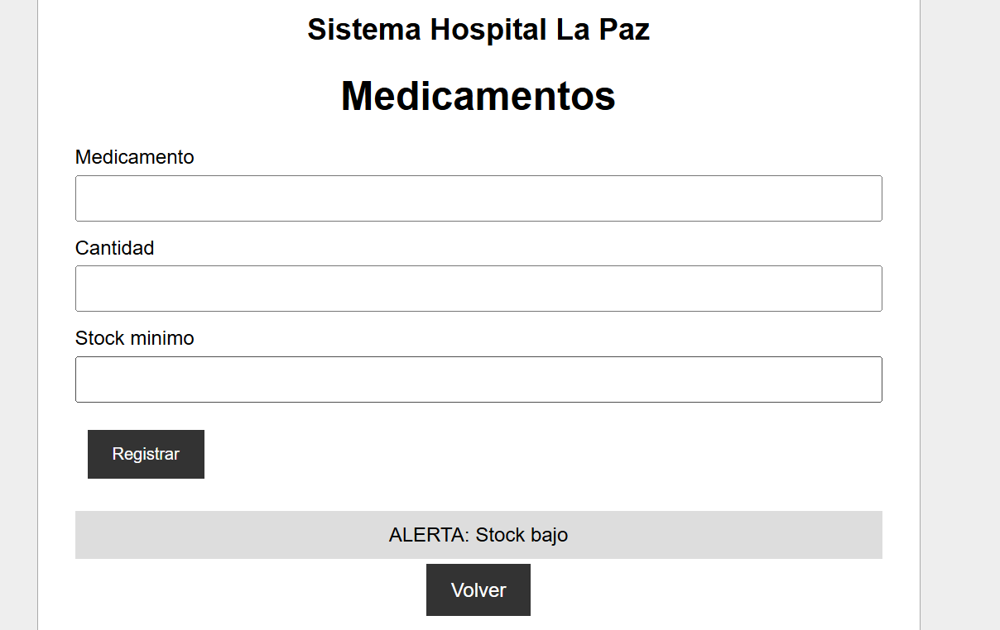 Sistema Hospital La Paz
Medicamentos
Medicamento
Cantidad
Stock minimo
Registrar
ALERTA: Stock bajo
Volver